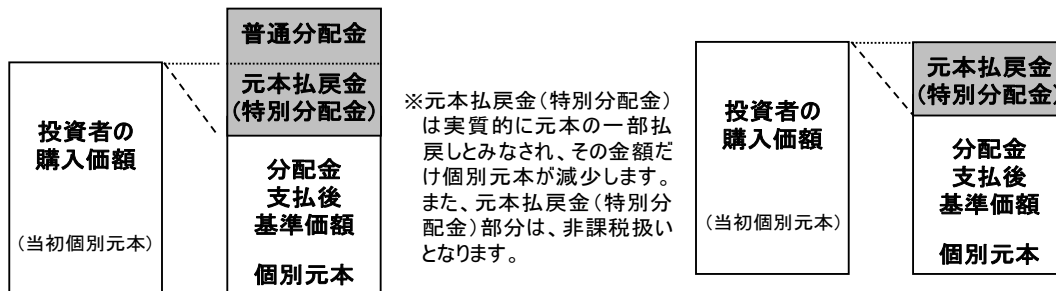 投資者の
購入価額
(当初個別元本)
普通分配金
元本払戻金
(特別分配金)
分配金
支払後
基準価額
個別元本
※元本払戻金(特別分配金)
は実質的に元本の一部払
戻しとみなされ、その金額だ
け個別元本が減少します。
また、元本払戻金(特別分
配金)部分は、非課税扱い
となります。
投資者の
購入価額
(当初個別元本)
元本払戻金
(特別分配金)
分配金
支払後
基準価額
個別元本